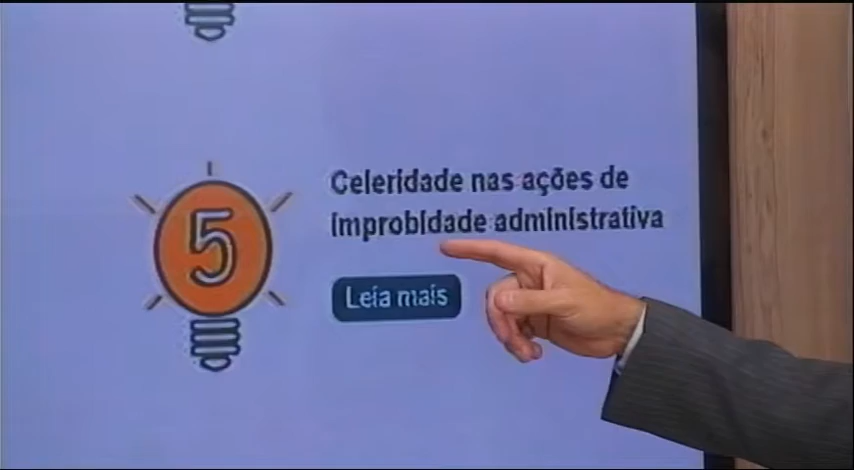 5
Celeridade nas ações de
improbidade administrativa
Leia mais